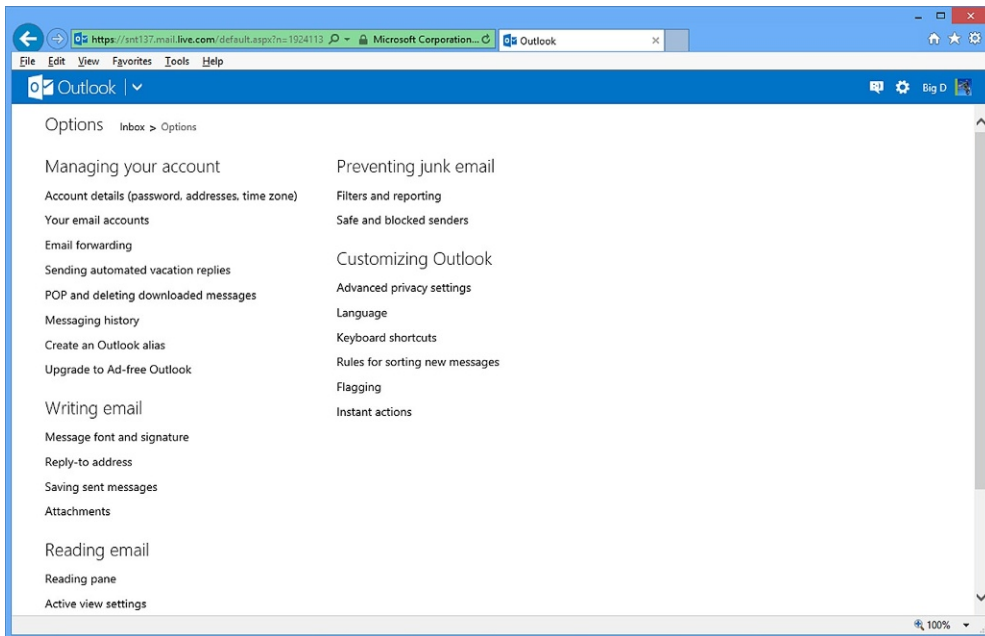 https://snt137.mail.live.com/default.aspx?n=1924113 Microsoft Corporation... Outlook
File Edit View Favorites Tools Help
Outlook Big D
Options Inbox > Options
Managing your account
Account details (password, addresses, time zone)
Your email accounts
Email forwarding
Sending automated vacation replies
POP and deleting downloaded messages
Messaging history
Create an Outlook alias
Upgrade to Ad-free Outlook
Writing email
Message font and signature
Reply-to address
Saving sent messages
Attachments
Reading email
Reading pane
Active view settings
Preventing junk email
Filters and reporting
Safe and blocked senders
Customizing Outlook
Advanced privacy settings
Language
Keyboard shortcuts
Rules for sorting new messages
Flagging
Instant actions
100%